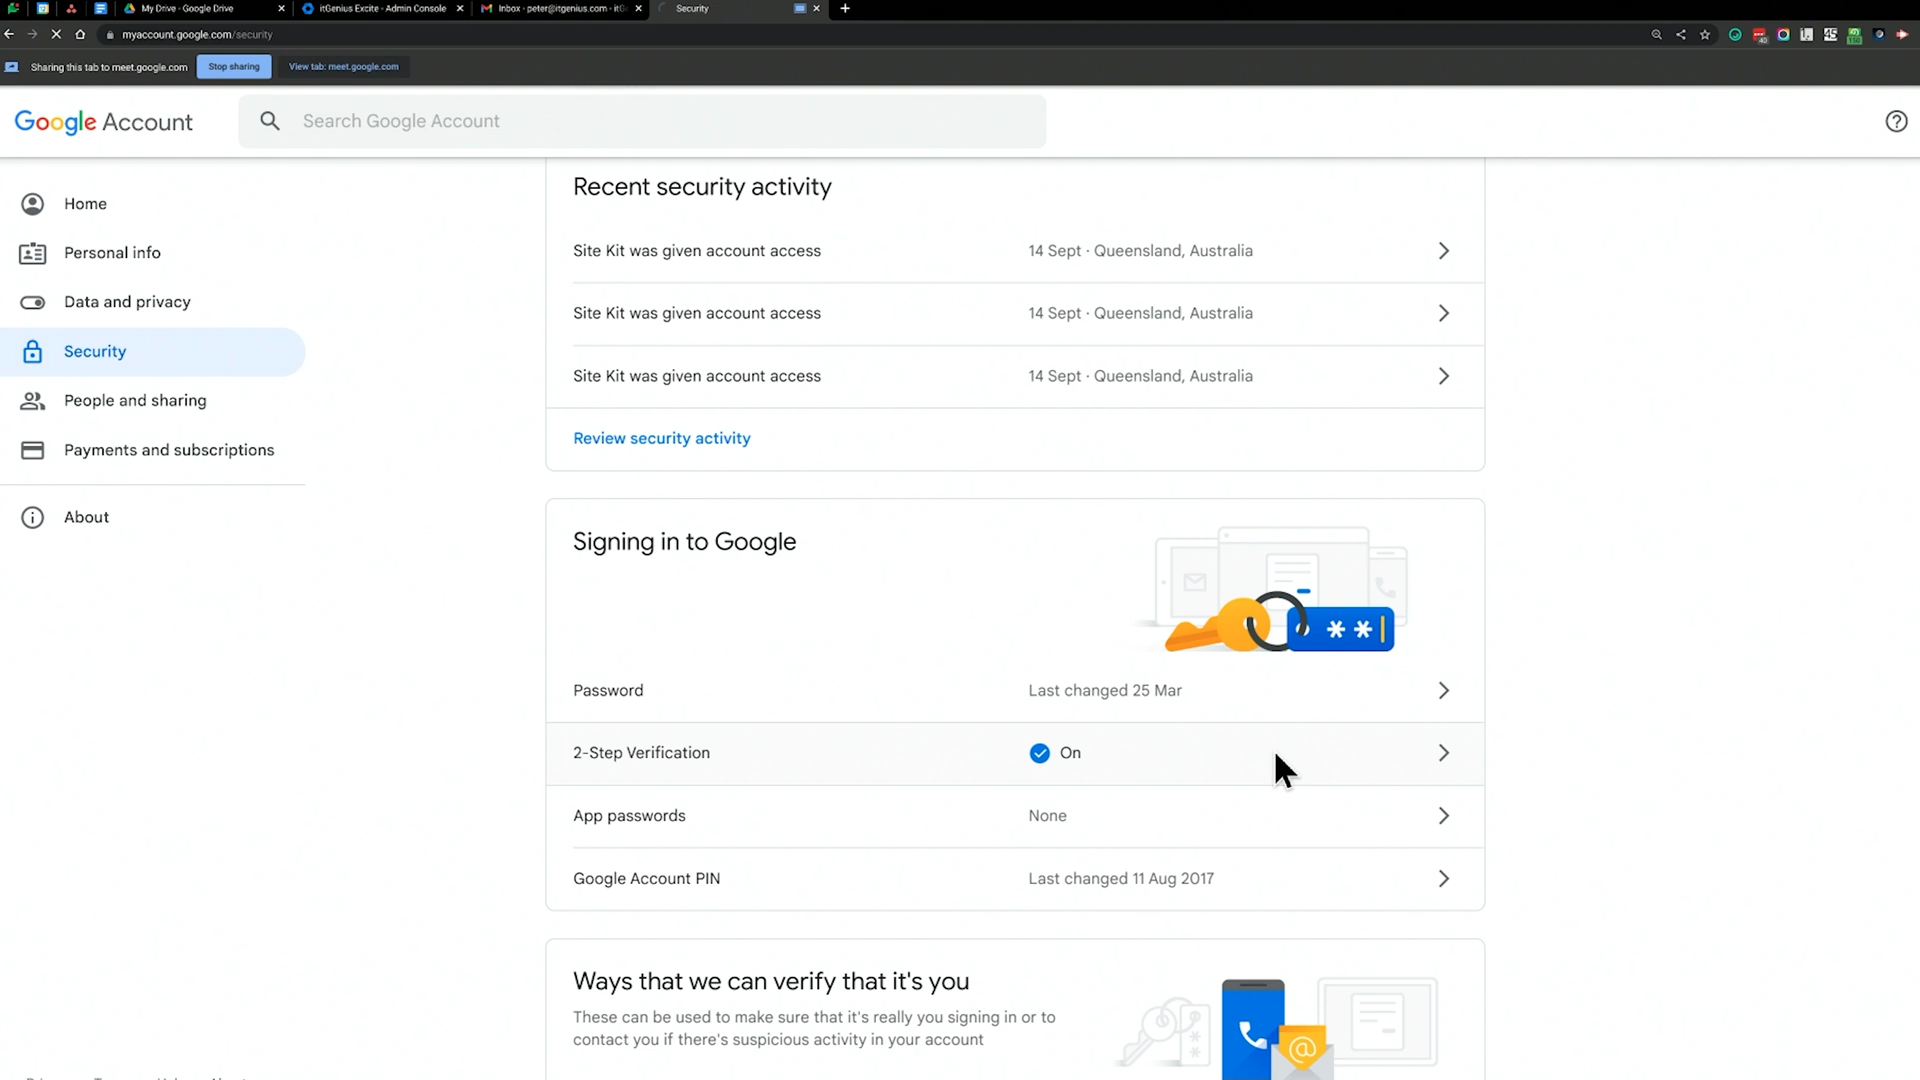 My Drive - Google Drive
itGenius Excite - Admin Console
Inbox - peter@itgenius.com - itG
Security
myaccount.google.com/security
Sharing this tab to meet.google.com
Stop sharing
View tab: meet.google.com
Google Account
Search Google Account
Home
Personal info
Data and privacy
Security
People and sharing
Payments and subscriptions
About
Recent security activity
Site Kit was given account access
14 Sept · Queensland, Australia
Site Kit was given account access
14 Sept · Queensland, Australia
Site Kit was given account access
14 Sept · Queensland, Australia
Review security activity
Signing in to Google
Password
Last changed 25 Mar
2-Step Verification
On
App passwords
None
Google Account PIN
Last changed 11 Aug 2017
Ways that we can verify that it's you
These can be used to make sure that it's really you signing in or to
contact you if there's suspicious activity in your account